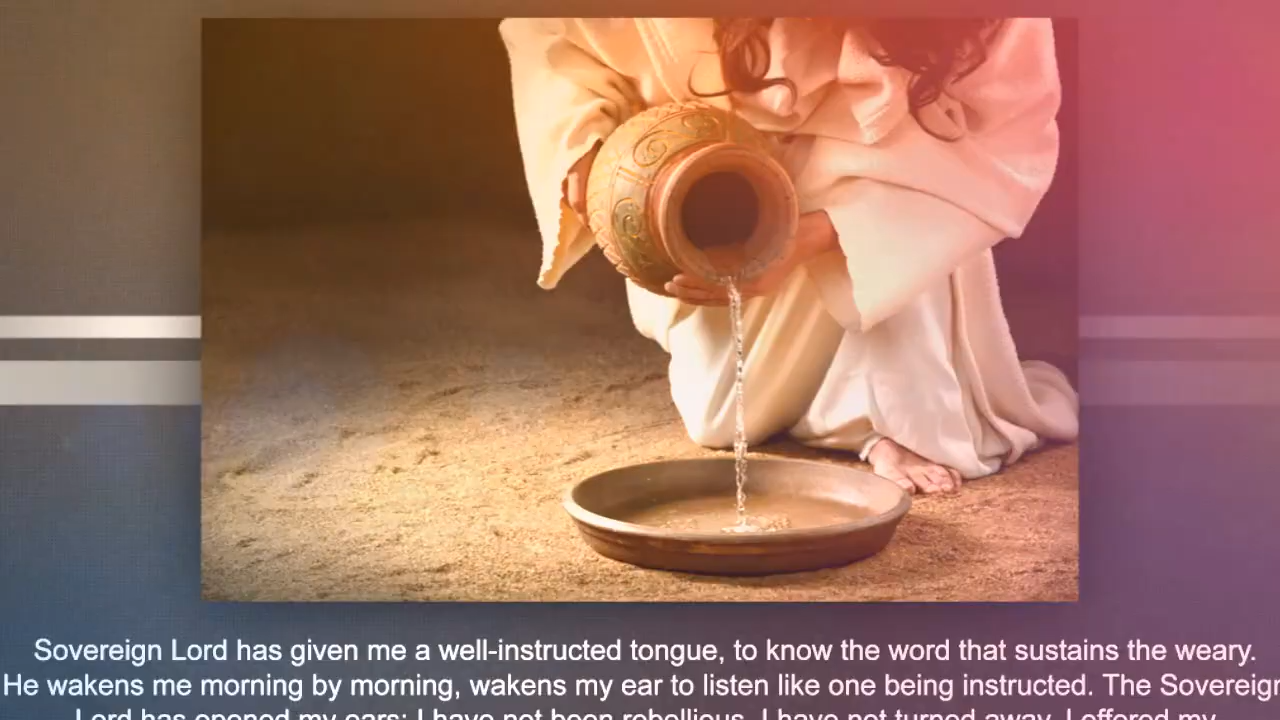 Sovereign Lord has given me a well-instructed tongue, to know the word that sustains the weary.
He wakens me morning by morning, wakens my ear to listen like one being instructed. The Sovereign
Lord has opened my ears; I have not been rebellious, I have not turned away. I offered my